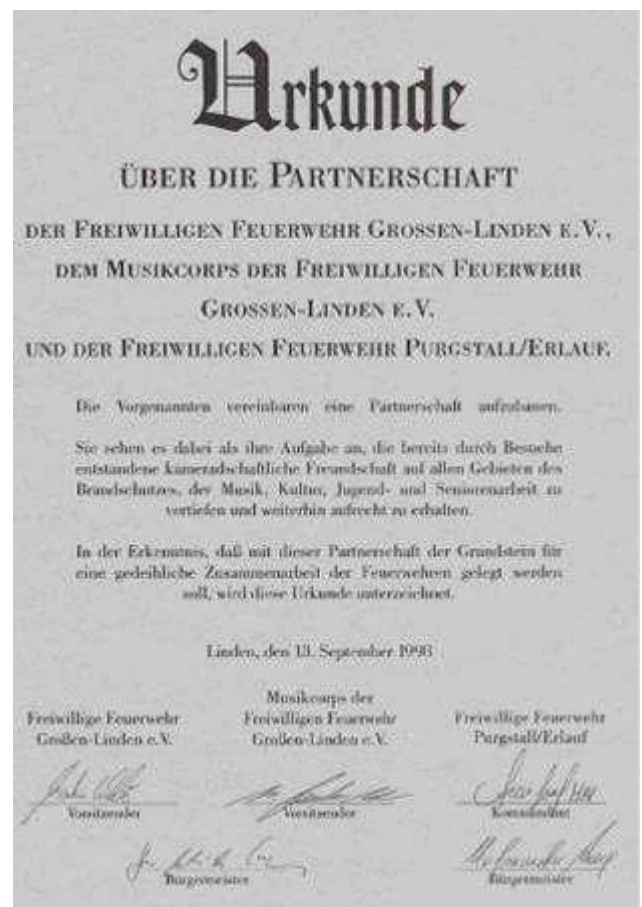 Urkunde
ÜBER DIE PARTNERSCHAFT
DER FREIWILLIGEN FEUERWEHR GROSSEN-LINDEN E.V.,
DEM MUSIKCORPS DER FREIWILLIGEN FEUERWEHR
GROSSEN-LINDEN E.V.
UND DER FREIWILLIGEN FEUERWEHR PURGSTALL/ERLAUF.
Die Vorgenannten vereinbaren eine Partnerschaft aufzubauen.
Sie sehen es dabei als ihre Aufgabe an, die bereits durch Besuche
entstandene kameradschaftliche Freundschaft auf allen Gebieten des
Brandschutzes, der Musik, Kultur, Jugend- und Seniorenarbeit zu
vertiefen und weiterhin aufrecht zu erhalten.
In der Erkenntnis, daß mit dieser Partnerschaft der Grundstein für
eine gedeihliche Zusammenarbeit der Feuerwehren gelegt werden
soll, wird diese Urkunde unterzeichnet.
Linden, den 13. September
Freiwillige Feuerwehr
Großen-Linden e.V.
Musikcorps der
Freiwilligen Feuerwehr
Großen-Linden e.V.
Freiwillige Feuerwehr
Purgstall/Erlauf
Vorsitzender
Vorsitzender
Kommandant
Bürgermeister
Bürgermeister